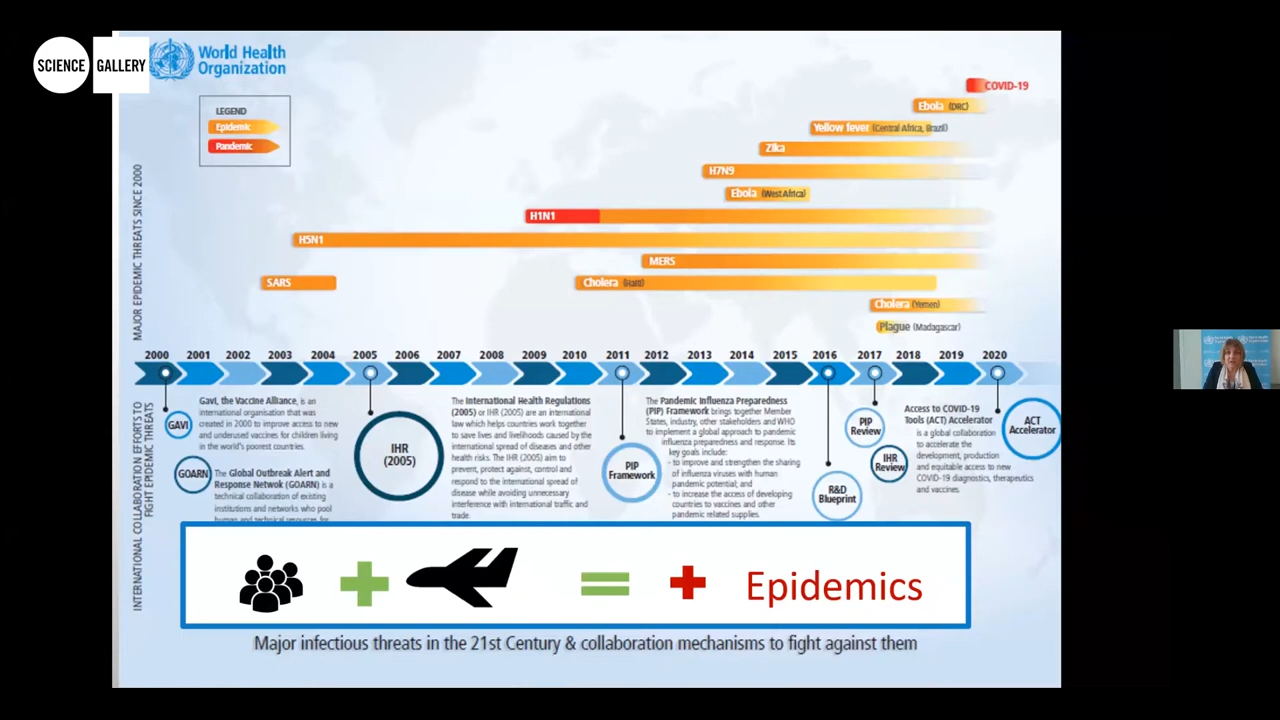 SCIENCE GALLERY
World Health
Organization
LEGEND
Epidemic
Pandemic
MAJOR EPIDEMIC THREATS SINCE 2000
COVID-19
Ebola (DRC)
Yellow fever (Central Africa, Brazil)
Zika
H7N9
Ebola (West Africa)
H1N1
H5N1
MERS
SARS
Cholera (Haiti)
Cholera (Yemen)
Plague (Madagascar)
2000 2001 2002 2003 2004 2005 2006 2007 2008 2009 2010 2011 2012 2013 2014 2015 2016 2017 2018 2019 2020
INTERNATIONAL COLLABORATION EFFORTS TO
FIGHT EPIDEMIC THREATS
GAVI
Gavi, the Vaccine Alliance, is an
international organisation that was
created in 2000 to improve access to new
and underused vaccines for children living
in the world's poorest countries.
GOARN
The Global Outbreak Alert and
Response Netwok (GOARN) is a
technical collaboration of existing
institutions and networks who pool
human and technical resources for
IHR
(2005)
The International Health Regulations
(2005) or IHR (2005) are an international
law which helps countries work together
to save lives and livelihoods caused by the
international spread of diseases and other
health risks. The IHR (2005) aim to
prevent, protect against, control and
respond to the international spread of
disease while avoiding unnecessary
interference with international traffic and
trade.
PIP
Framework
The Pandemic Influenza Preparedness
(PIP) Framework brings together Member
States, industry, other stakeholders and WHO
to implement a global approach to pandemic
influenza preparedness and response. Its
key goals include:
- to improve and strengthen the sharing
of influenza viruses with human
pandemic potential; and
- to increase the access of developing
countries to vaccines and other
pandemic related supplies.
R&D
Blueprint
PIP
Review
IHR
Review
Access to COVID-19
Tools (ACT) Accelerator
is a global collaboration
to accelerate the
development, production
and equitable access to new
COVID-19 diagnostics, therapeutics
and vaccines.
ACT
Accelerator
+ = + Epidemics
Major infectious threats in the 21st Century & collaboration mechanisms to fight against them